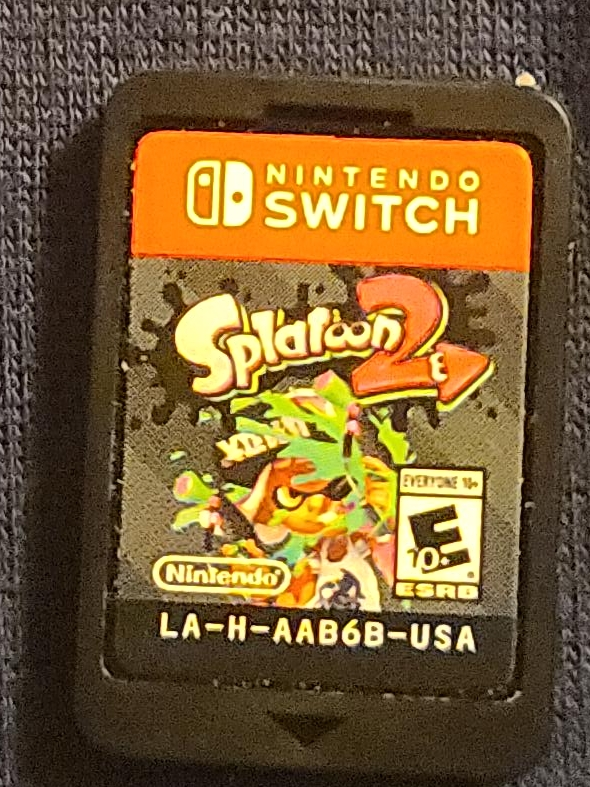 NINTENDO
SWITCH
Splatoon 2
EVERYONE 10+
E
10+
ESRB
Nintendo
LA-H-AAB6B-USA